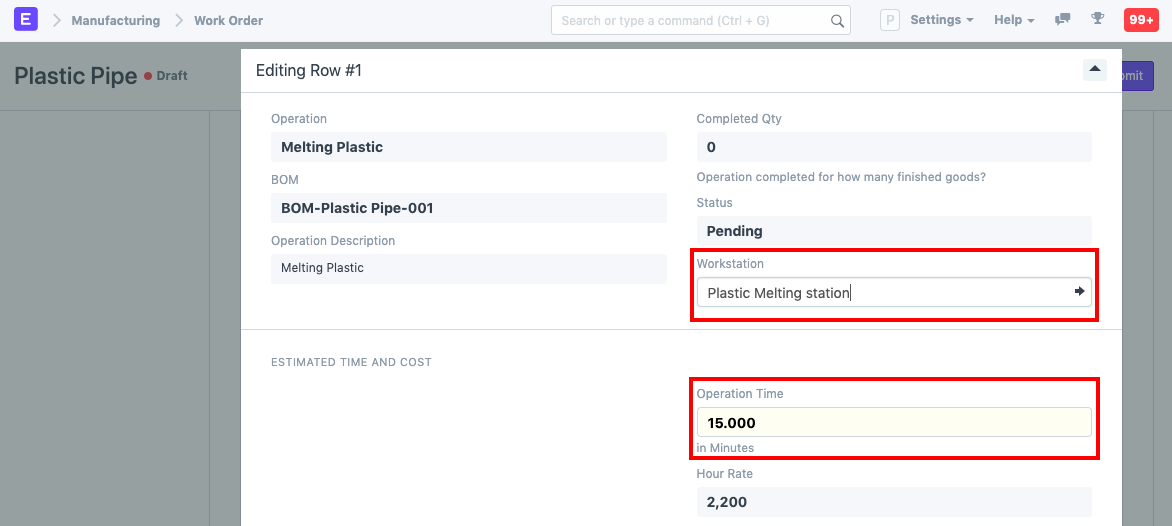 E
Manufacturing
Work Order
Search or type a command (Ctrl + G)
P
Settings
Help
99+
Plastic Pipe
Draft
mit
Editing Row #1
Operation
Melting Plastic
BOM
BOM-Plastic Pipe-001
Operation Description
Melting Plastic
Completed Qty
0
Operation completed for how many finished goods?
Status
Pending
Workstation
Plastic Melting station
ESTIMATED TIME AND COST
Operation Time
15.000
in Minutes
Hour Rate
2,200